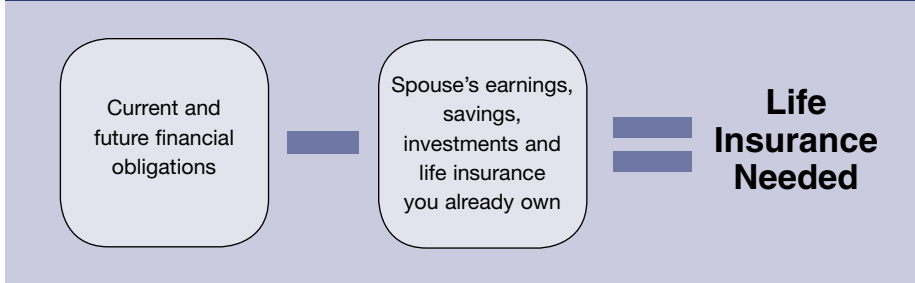 Current and
future financial
obligations
Spouse’s earnings,
savings,
investments and
life insurance
you already own
Life
Insurance
Needed